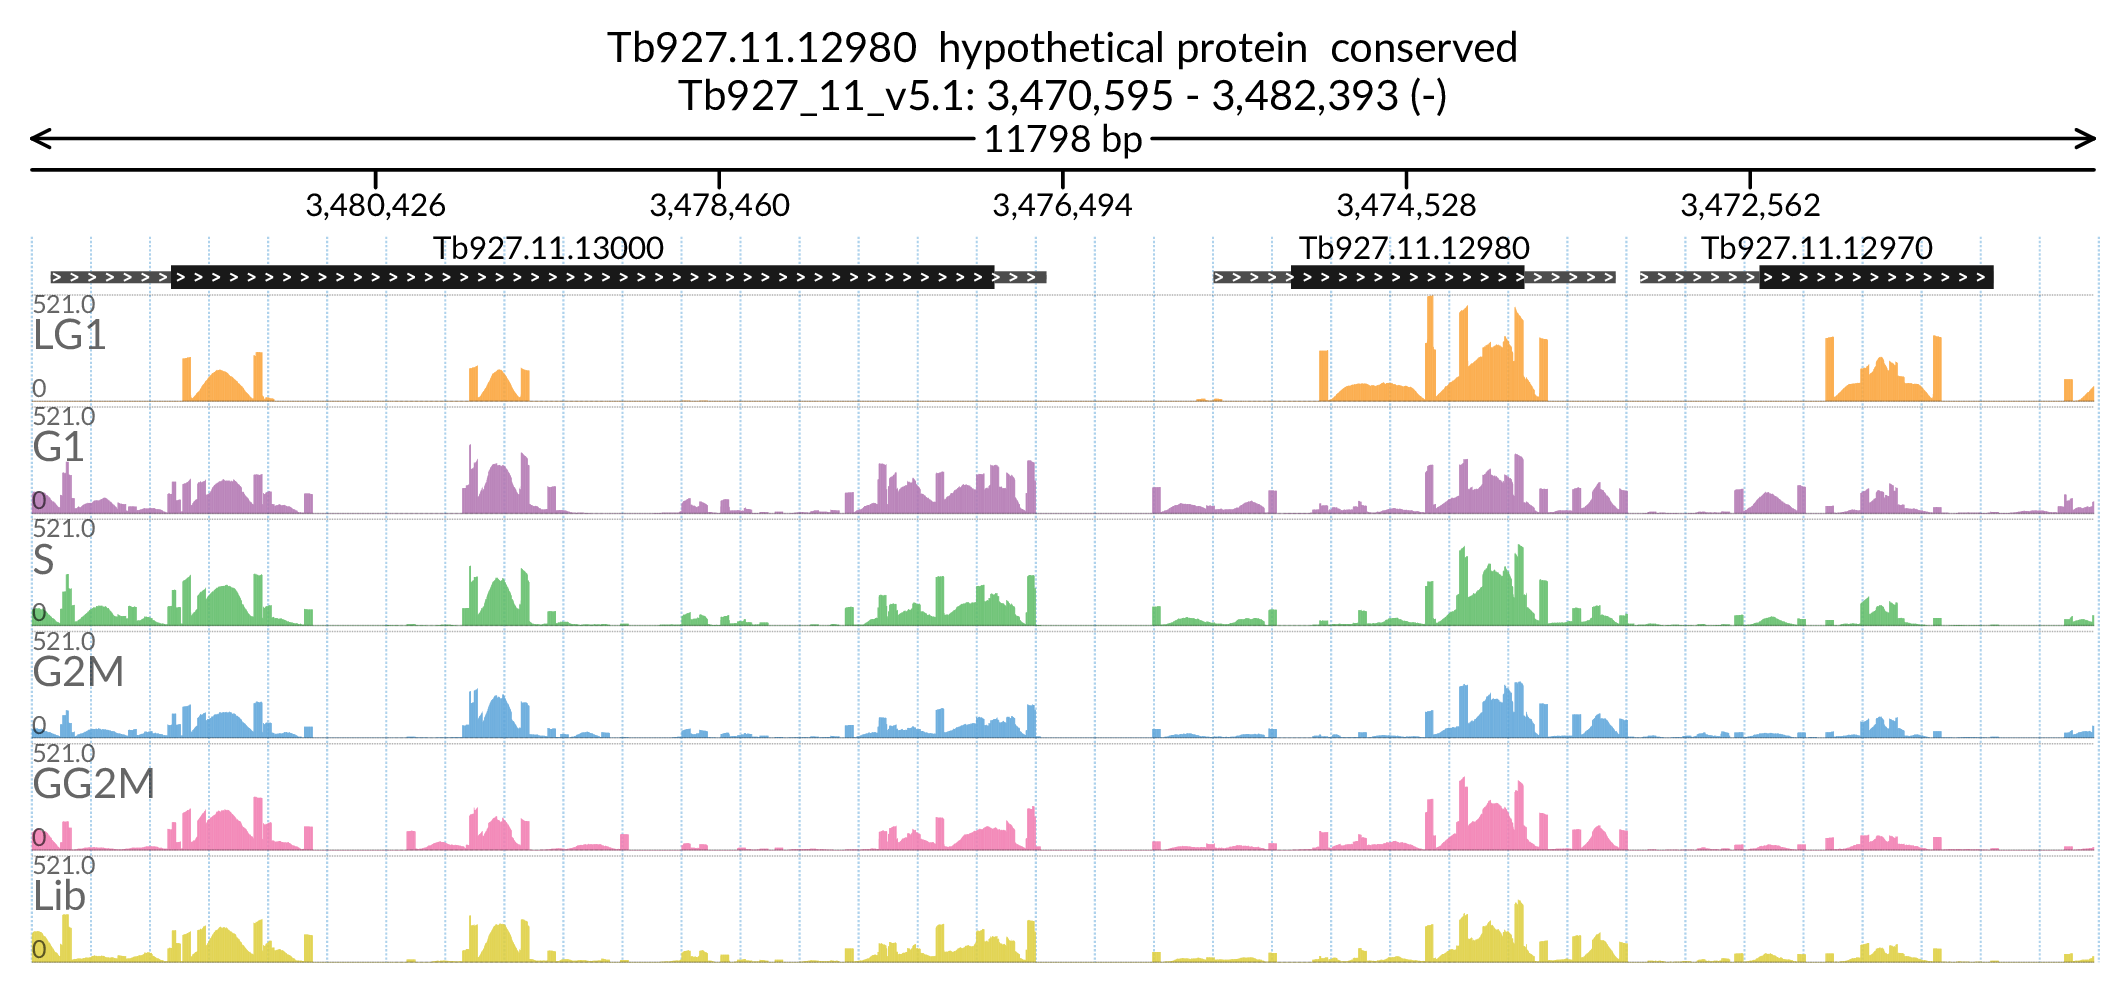 Tb927.11.12980  hypothetical protein  conserved
Tb927_11_v5.1: 3,470,595 - 3,482,393 (-)
11798 bp
3,480,426 3,478,460 3,476,494 3,474,528 3,472,562
Tb927.11.13000 Tb927.11.12980 Tb927.11.12970
521.0
LG1
0
521.0
G1
0
521.0
S
0
521.0
G2M
0
521.0
GG2M
0
521.0
Lib
0